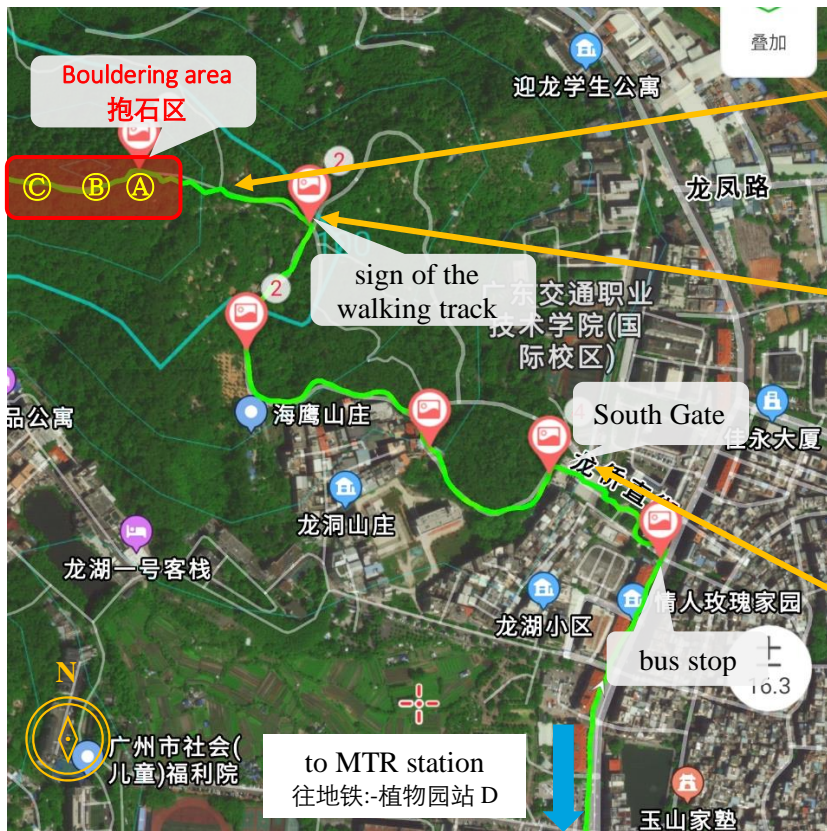 叠加
Bouldering area
抱石区
迎龙学生公寓
2
Ⓒ Ⓑ Ⓐ
龙凤路
100
sign of the
walking track
2
广东交通职业
技术学院(国
际校区)
海鹰山庄
品公寓
South Gate
4
佳永大厦
龙洞山庄
龙湖一号客栈
情人玫瑰家园
龙湖小区
bus stop
16.3
N
广州市社会(
儿童)福利院
to MTR station
往地铁:-植物园站 D
玉山家塾